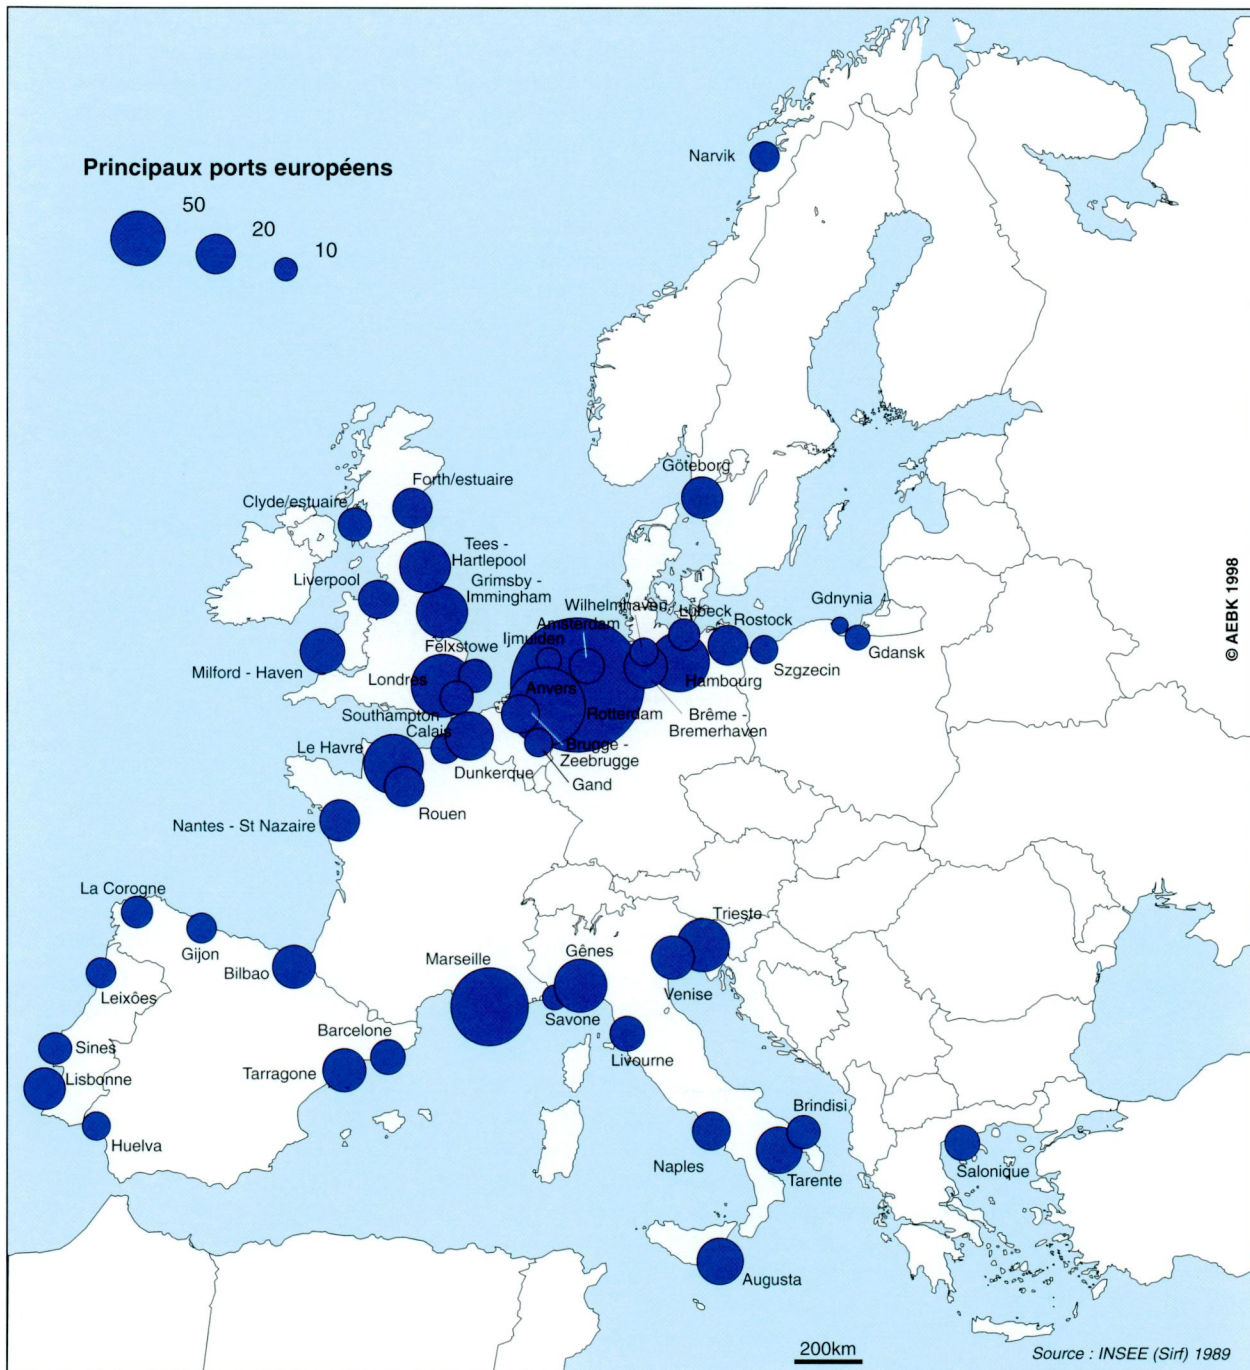 Principaux ports européens
50
20
10
Narvik
Göteborg
Forth/estuaire
Clyde/estuaire
Tees -
Hartlepool
Grimsby -
Immingham
Liverpool
Milford - Haven
Felxstowe
Londres
Southampton
Calais
Ijmuiden
Amsterdam
Wilhelmhaven
Lübeck
Rostock
Gdnynia
Gdansk
Szgzecin
Hambourg
Brême -
Bremerhaven
Anvers
Rotterdam
Brugge -
Zeebrugge
Gand
Dunkerque
Le Havre
Rouen
Nantes - St Nazaire
La Corogne
Gijon
Bilbao
Leixôes
Sines
Lisbonne
Huelva
Tarragone
Barcelone
Marseille
Gênes
Savone
Livourne
Trieste
Venise
Naples
Brindisi
Tarente
Augusta
Salonique
© AEBK 1998
200km
Source : INSEE (Sirf) 1989